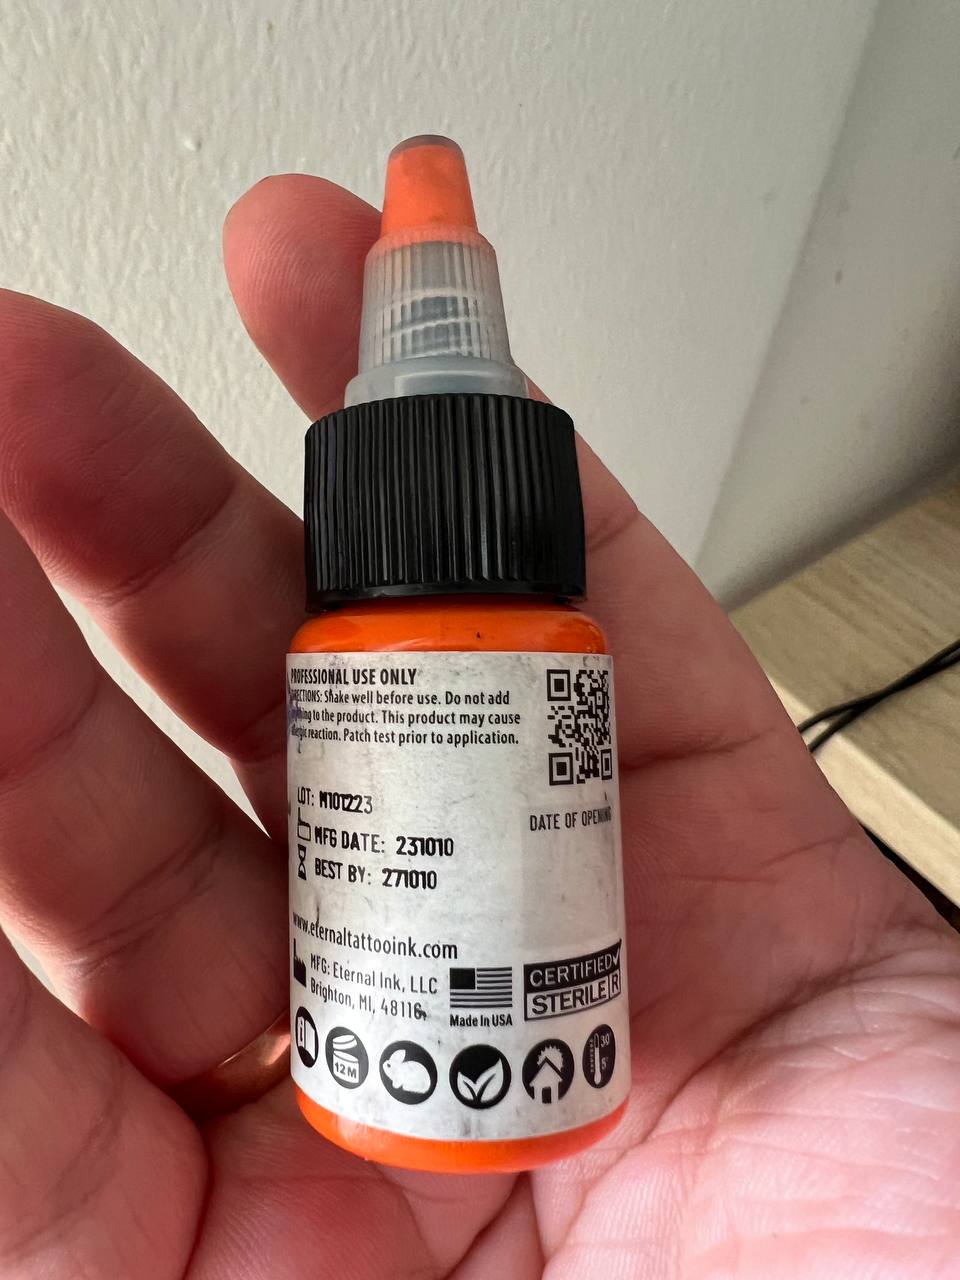 PROFESSIONAL USE ONLY
DIRECTIONS: Shake well before use. Do not add
anything to the product. This product may cause
allergic reaction. Patch test prior to application.
LOT: M101223
MFG DATE: 231010
BEST BY: 271010
DATE OF OPENING
www.eternaltattooink.com
MFG: Eternal Ink, LLC
Brighton, MI, 48116
Made In USA
CERTIFIED
STERILE R
12 M
30
5°